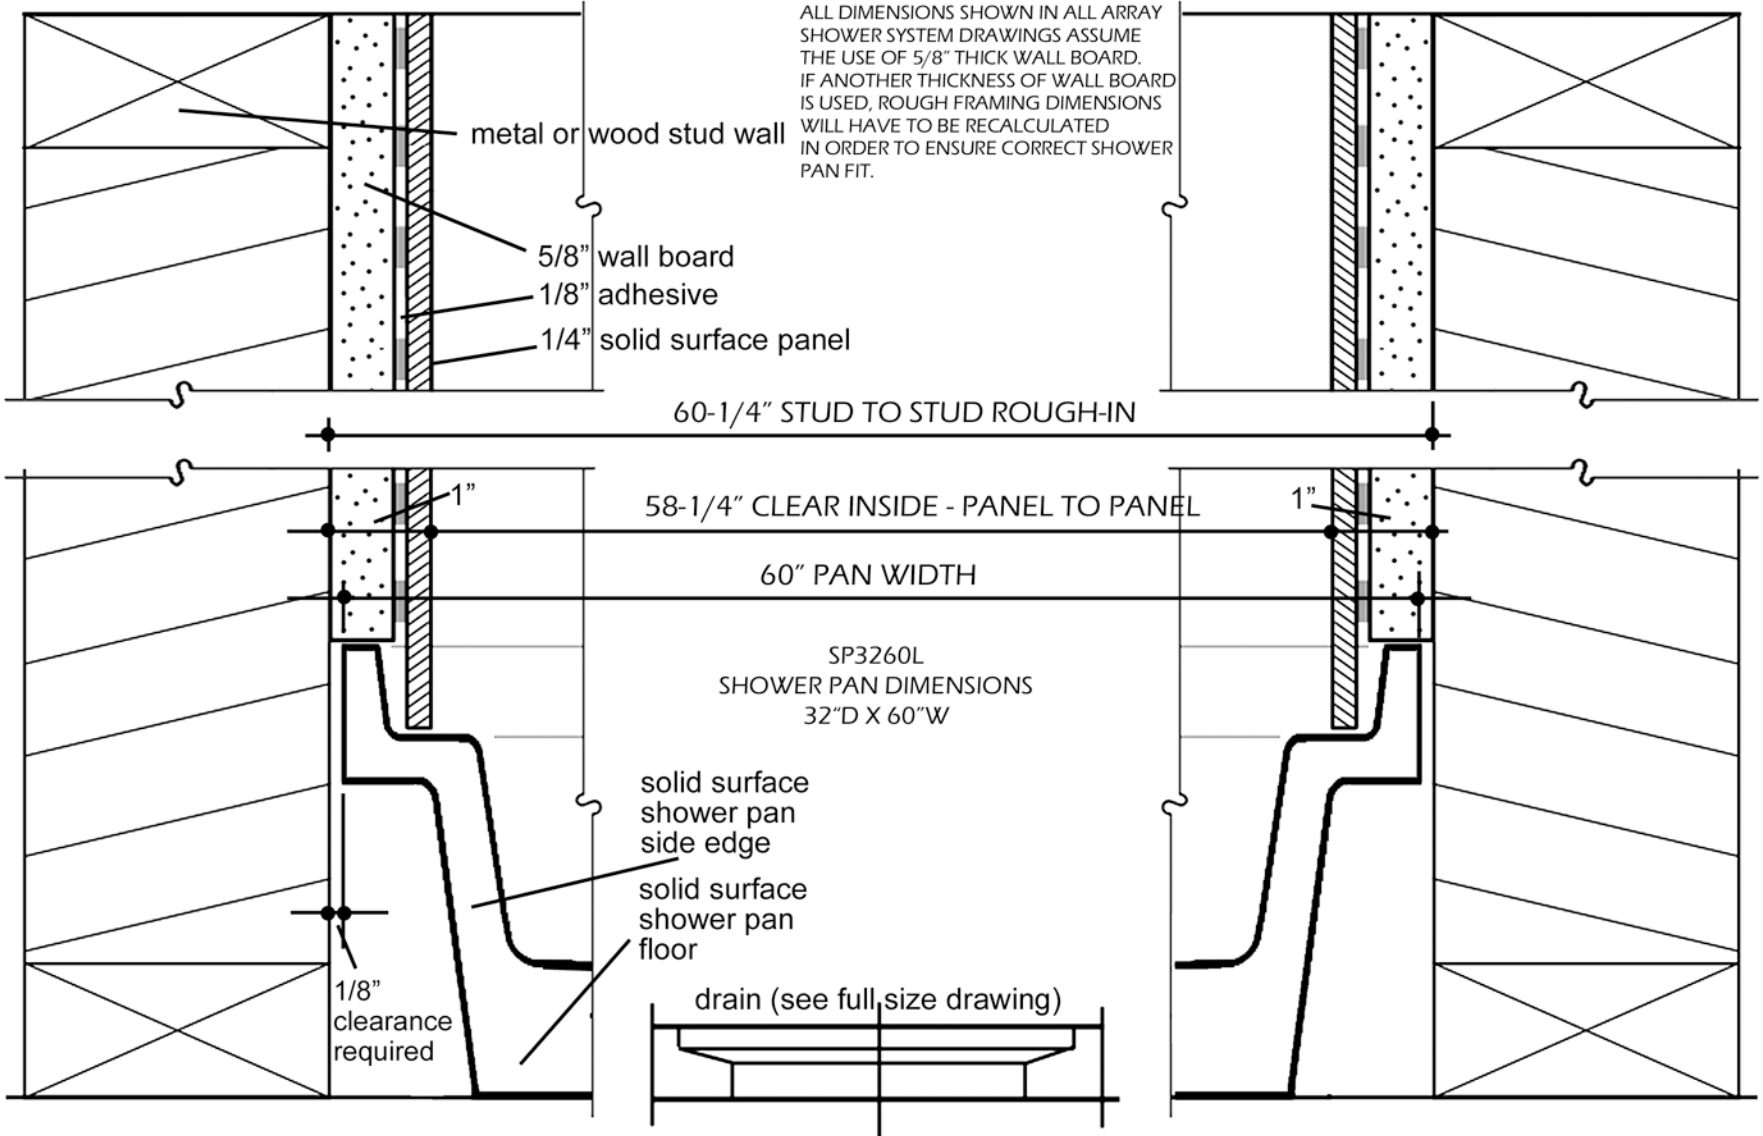 ALL DIMENSIONS SHOWN IN ALL ARRAY
SHOWER SYSTEM DRAWINGS ASSUME
THE USE OF 5/8" THICK WALL BOARD.
IF ANOTHER THICKNESS OF WALL BOARD
IS USED, ROUGH FRAMING DIMENSIONS
WILL HAVE TO BE RECALCULATED
IN ORDER TO ENSURE CORRECT SHOWER
PAN FIT.
metal or wood stud wall
5/8" wall board
1/8" adhesive
1/4" solid surface panel
60-1/4" STUD TO STUD ROUGH-IN
1"
58-1/4" CLEAR INSIDE - PANEL TO PANEL
1"
60" PAN WIDTH
SP3260L
SHOWER PAN DIMENSIONS
32"D X 60"W
solid surface
shower pan
side edge
solid surface
shower pan
floor
1/8"
clearance
required
drain (see full size drawing)